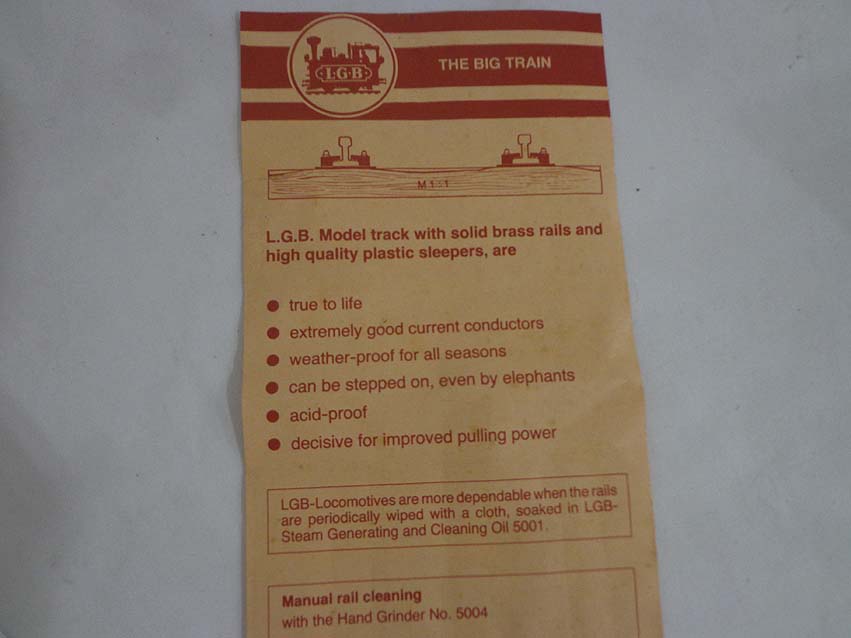 L·G·B
THE BIG TRAIN
M 1:1
L.G.B. Model track with solid brass rails and
high quality plastic sleepers, are
● true to life
● extremely good current conductors
● weather-proof for all seasons
● can be stepped on, even by elephants
● acid-proof
● decisive for improved pulling power
LGB-Locomotives are more dependable when the rails
are periodically wiped with a cloth, soaked in LGB-
Steam Generating and Cleaning Oil 5001.
Manual rail cleaning
with the Hand Grinder No. 5004